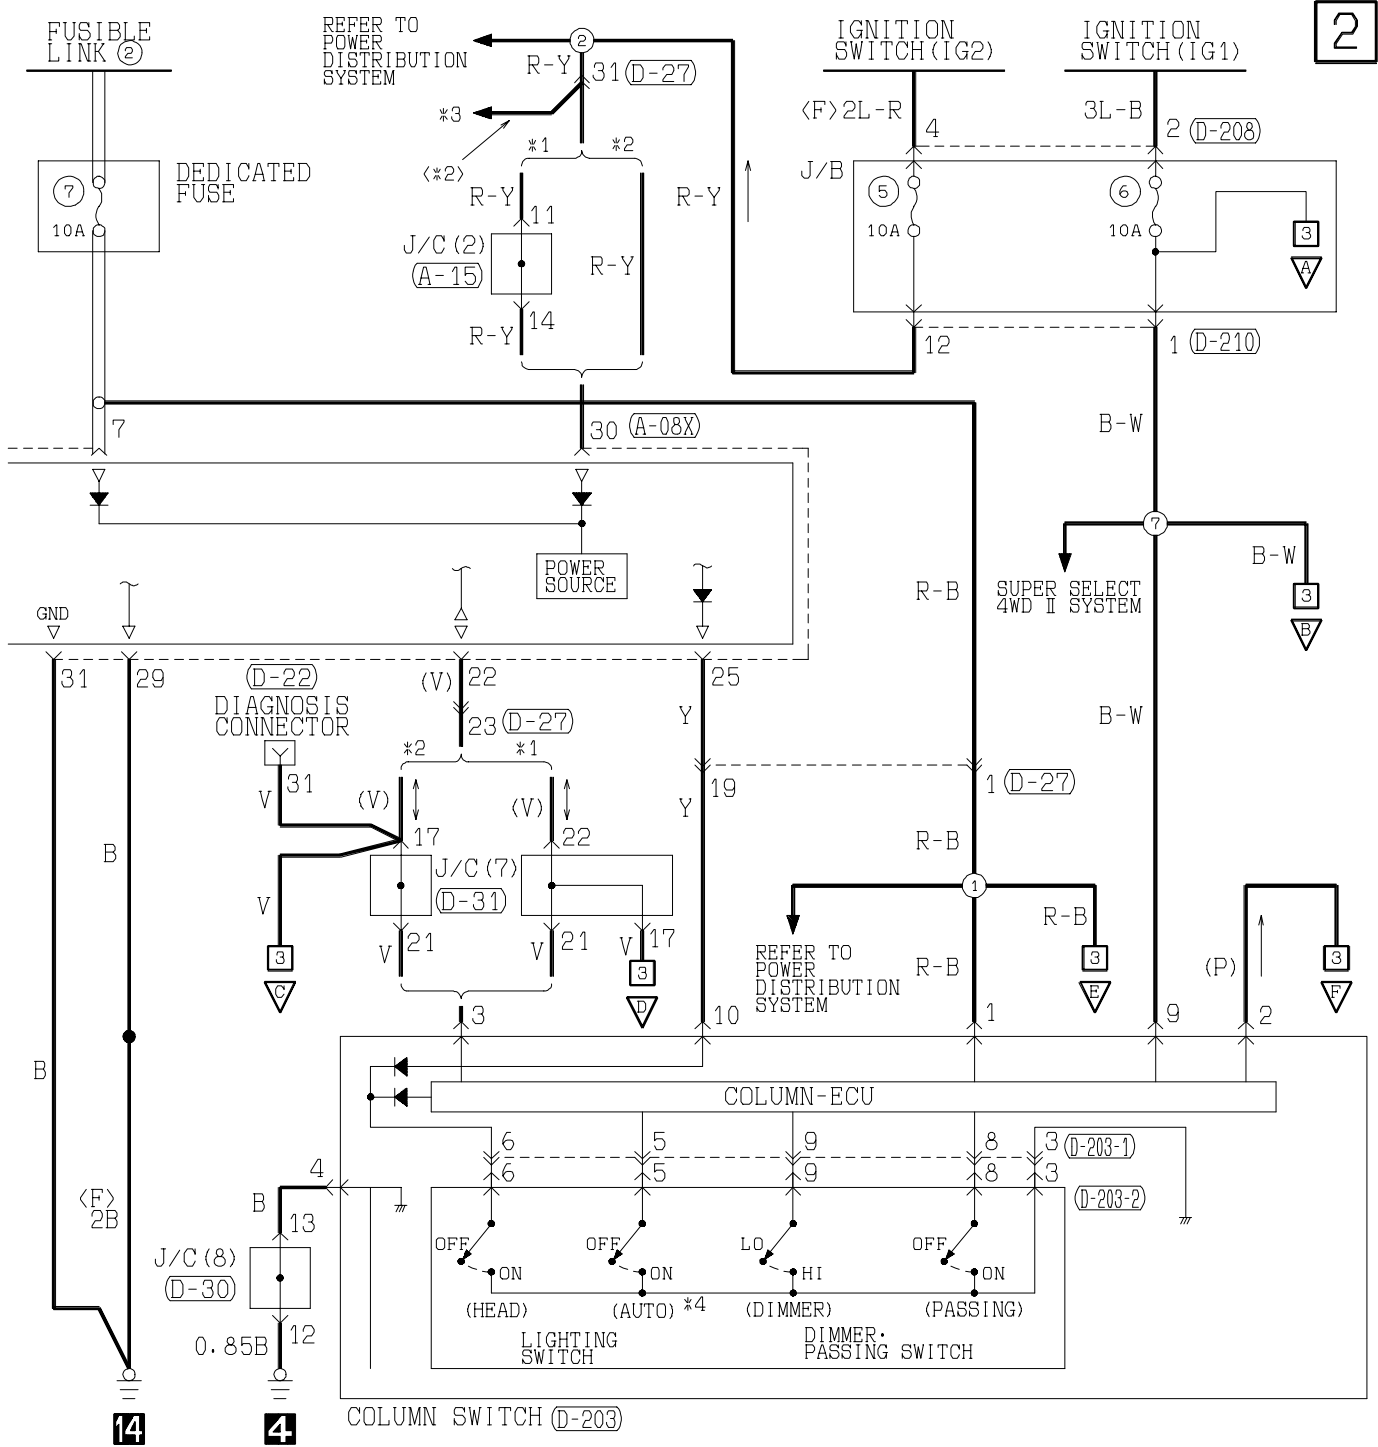 FUSIBLE
LINK ②
REFER TO
POWER
DISTRIBUTION
SYSTEM
2
R-Y
31 (D-27)
IGNITION
SWITCH(IG2)
IGNITION
SWITCH(IG1)
2
*3
<*2>
*1
*2
<F>2L-R
4
3L-B
2 (D-208)
J/B
DEDICATED
FUSE
7
10A
R-Y
11
J/C(2)
(A-15)
14
R-Y
R-Y
R-Y
5
10A
6
10A
3
A
12
1 (D-210)
7
30 (A-08X)
B-W
POWER
SOURCE
7
B-W
SUPER SELECT
4WD II SYSTEM
3
B
R-B
GND
31
29
(D-22)
DIAGNOSIS
CONNECTOR
(V)
22
23 (D-27)
25
Y
B-W
*2
*1
31
V
(V)
17
(V)
22
19
Y
1 (D-27)
B
J/C(7)
(D-31)
R-B
1
V
V
21
V
21
V
17
R-B
3
C
3
D
REFER TO
POWER
DISTRIBUTION
SYSTEM
R-B
3
E
(P)
3
F
3
10
1
9
2
B
COLUMN-ECU
6
5
9
8
3 (D-203-1)
6
5
9
8
3
(D-203-2)
4
B
<F>
2B
13
J/C(8)
(D-30)
12
0.85B
OFF
ON
OFF
ON
LO
HI
OFF
ON
(HEAD)
(AUTO) *4
(DIMMER)
(PASSING)
LIGHTING
SWITCH
DIMMER·
PASSING SWITCH
14
4
COLUMN SWITCH (D-203)